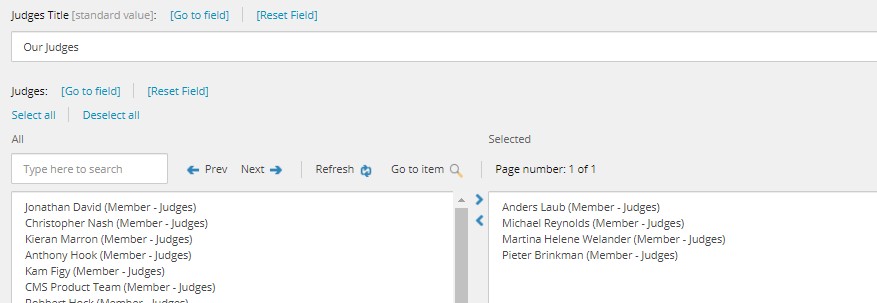 Judges Title [standard value]: [Go to field] [Reset Field]
Our Judges
Judges: [Go to field] [Reset Field]
Select all Deselect all
All Selected
Type here to search Prev Next Refresh Go to item Page number: 1 of 1
Jonathan David (Member - Judges)
Christopher Nash (Member - Judges)
Kieran Marron (Member - Judges)
Anthony Hook (Member - Judges)
Kam Figy (Member - Judges)
CMS Product Team (Member - Judges)
Robbert Hock (Member - Judges)
Anders Laub (Member - Judges)
Michael Reynolds (Member - Judges)
Martina Helene Welander (Member - Judges)
Pieter Brinkman (Member - Judges)